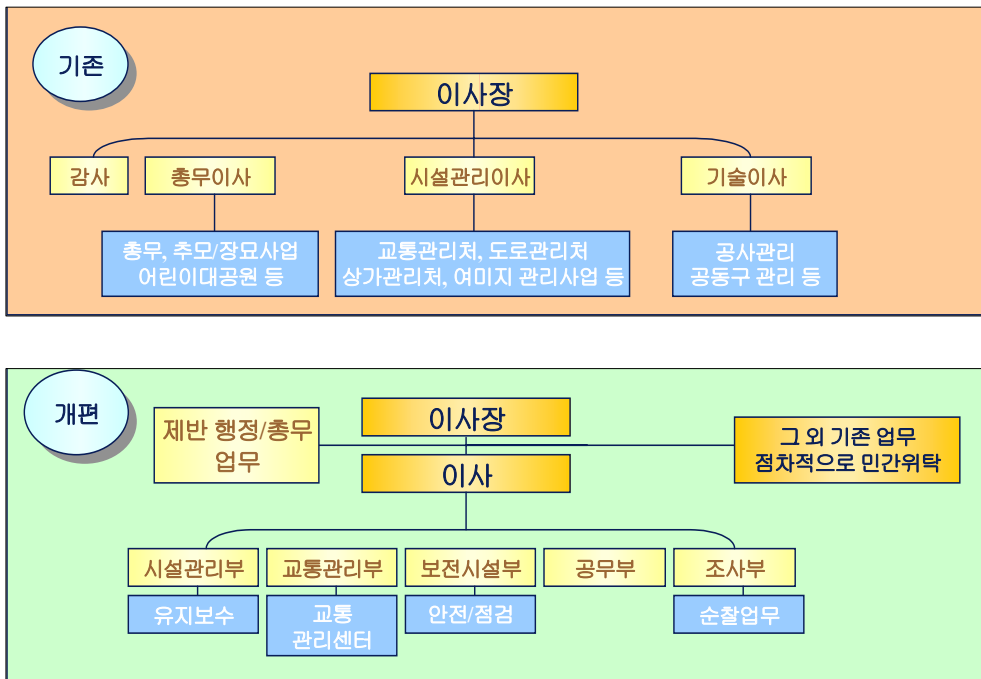 기존
이사장
감사
총무이사
시설관리이사
기술이사
총무, 추모/장묘사업
어린이대공원 등
교통관리처, 도로관리처
상가관리처, 여미지 관리사업 등
공사관리
공동구 관리 등
개편
이사장
제반 행정/총무
업무
그 외 기존 업무
점차적으로 민간위탁
이사
시설관리부
교통관리부
보전시설부
공무부
조사부
유지보수
교통
관리센터
안전/점검
순찰업무